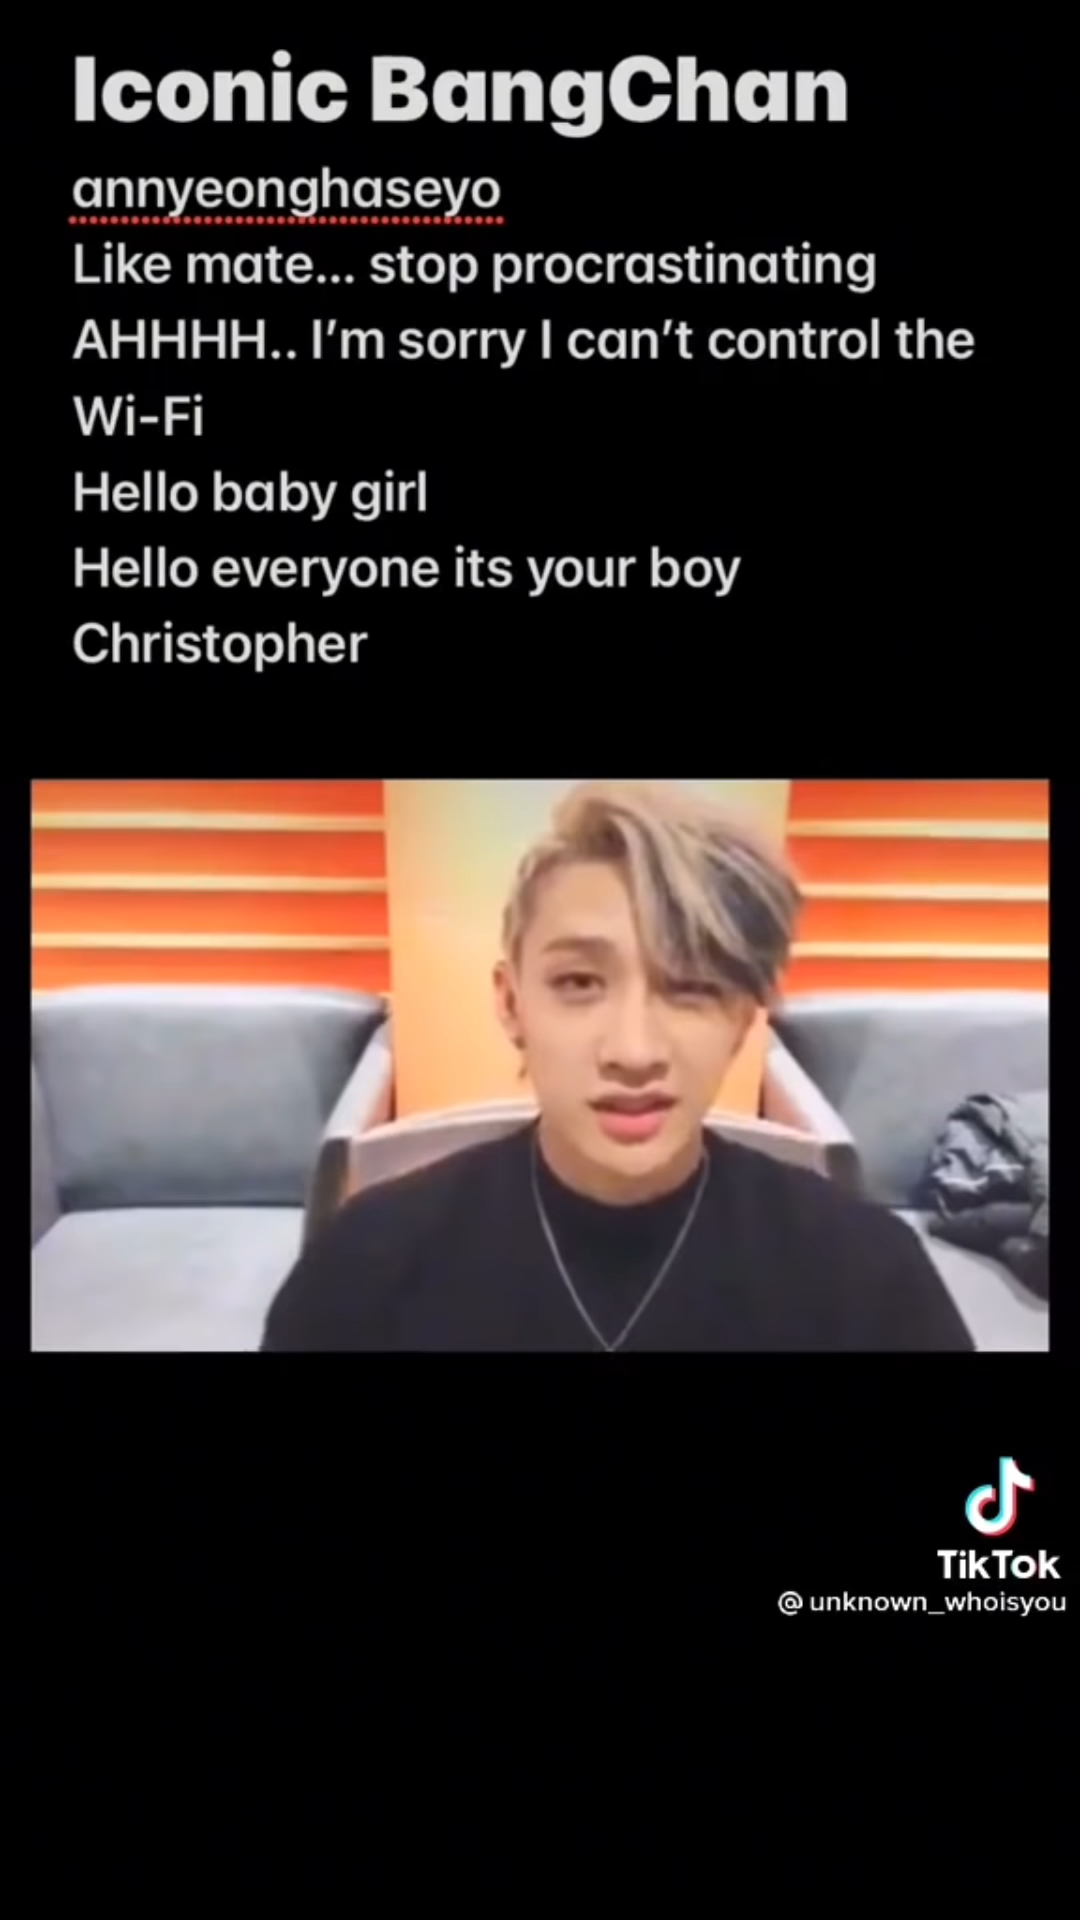 Iconic BangChan
annyeonghaseyo
Like mate... stop procrastinating
AHHHH.. I’m sorry I can’t control the
Wi-Fi
Hello baby girl
Hello everyone its your boy
Christopher
TikTok
@unknown_whoisyou